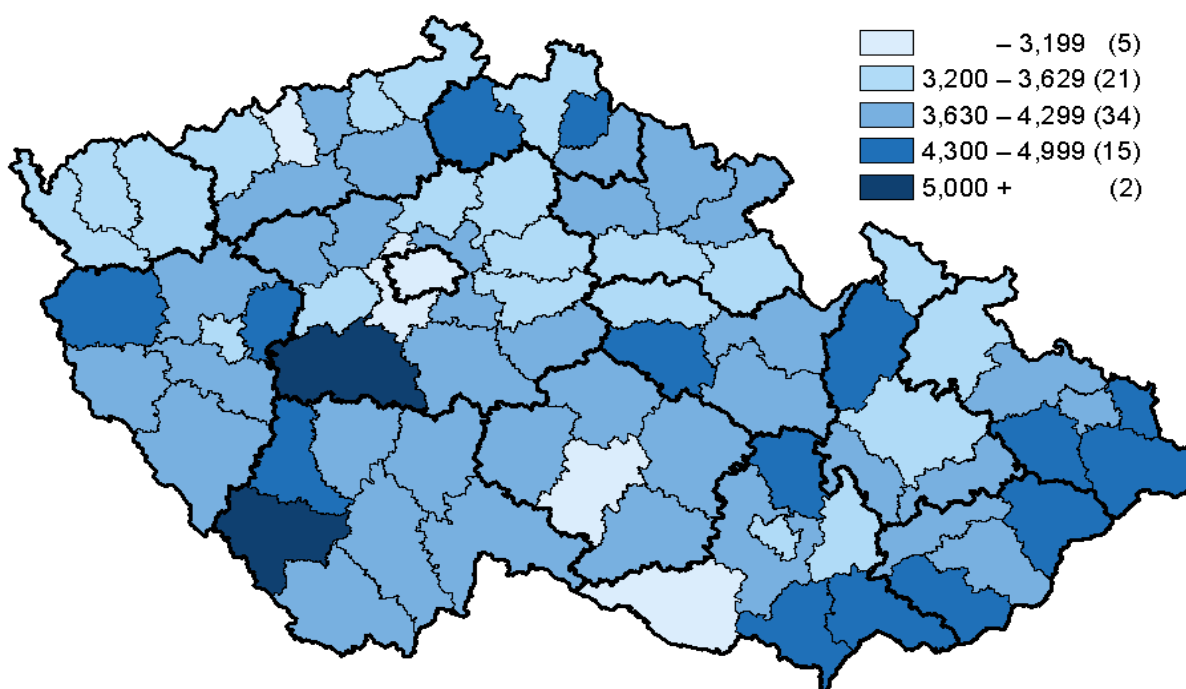 – 3,199 (5)
3,200 – 3,629 (21)
3,630 – 4,299 (34)
4,300 – 4,999 (15)
5,000 + (2)